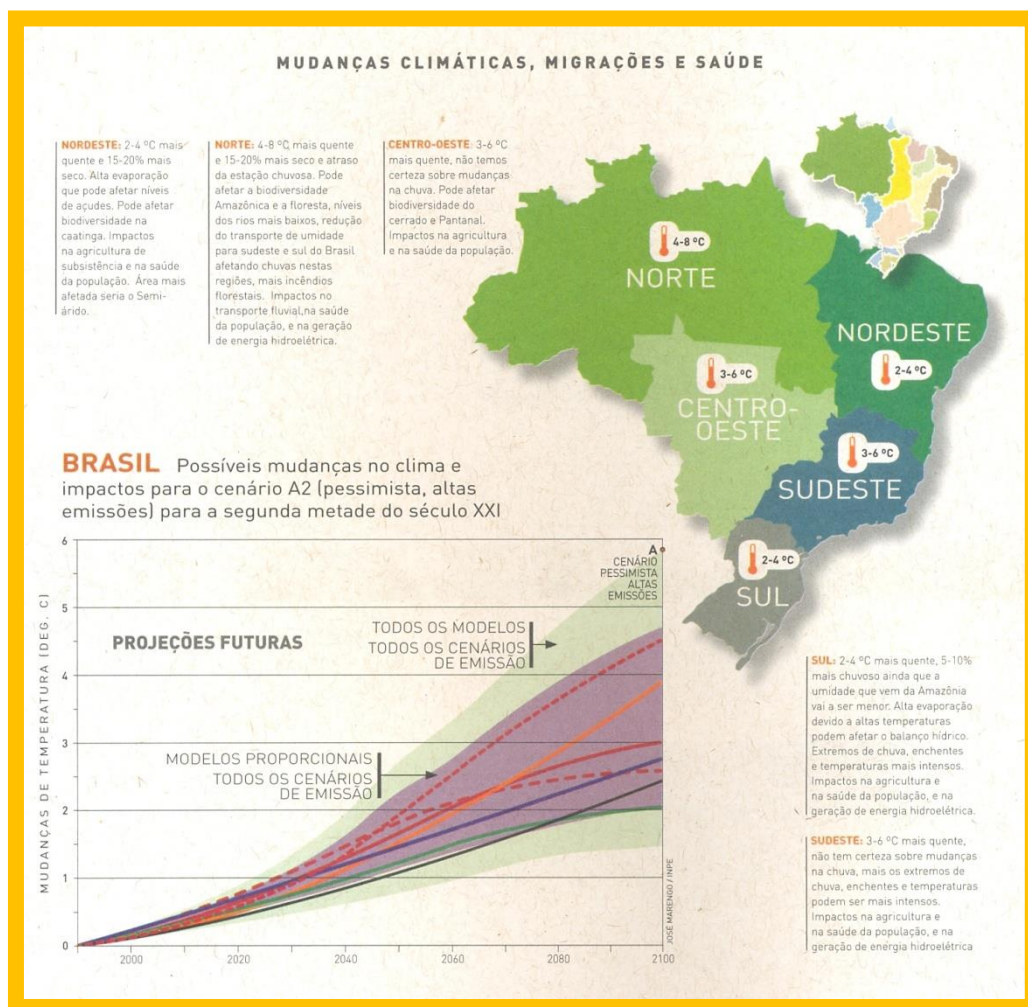 MUDANÇAS CLIMÁTICAS, MIGRAÇÕES E SAÚDE
NORDESTE: 2-4 ºC mais
quente e 15-20% mais
seco. Alta evaporação
que pode afetar níveis
de açudes. Pode afetar
biodiversidade na
caatinga. Impactos
na agricultura de
subsistência e na saúde
da população. Área mais
afetada seria o Semi-
árido.
NORTE: 4-8 ºC, mais quente
e 15-20% mais seco e atraso
da estação chuvosa. Pode
afetar a biodiversidade
Amazônica e a floresta, níveis
dos rios mais baixos, redução
do transporte de umidade
para sudeste e sul do Brasil
afetando chuvas nestas
regiões, mais incêndios
florestais. Impactos no
transporte fluvial,na saúde
da população, e na geração
de energia hidroelétrica.
CENTRO-OESTE: 3-6 ºC
mais quente, não temos
certeza sobre mudanças
na chuva. Pode afetar
biodiversidade do
cerrado e Pantanal.
Impactos na agricultura
e na saúde da população.
4-8 ºC
NORTE
NORDESTE
2-4 ºC
3-6 ºC
CENTRO-
OESTE
3-6 ºC
SUDESTE
2-4 ºC
SUL
BRASIL Possíveis mudanças no clima e
impactos para o cenário A2 (pessimista, altas
emissões) para a segunda metade do século XXI
MUDANÇAS DE TEMPERATURA (DEG, C)
6
5
4
3
2
1
0
2000
2020
2040
2060
2080
2100
PROJEÇÕES FUTURAS
A
CENÁRIO
PESSIMISTA
ALTAS
EMISSÕES
TODOS OS MODELOS
TODOS OS CENÁRIOS
DE EMISSÃO
MODELOS PROPORCIONAIS
TODOS OS CENÁRIOS
DE EMISSÃO
JOSÉ MARENGO / INPE
SUL: 2-4 ºC mais quente, 5-10%
mais chuvoso ainda que a
umidade que vem da Amazônia
vai a ser menor. Alta evaporação
devido a altas temperaturas
podem afetar o balanço hídrico.
Extremos de chuva, enchentes
e temperaturas mais intensos.
Impactos na agricultura e
na saúde da população, e na
geração de energia hidroelétrica.
SUDESTE: 3-6 ºC mais quente,
não tem certeza sobre mudanças
na chuva, mais os extremos de
chuva, enchentes e temperaturas
podem ser mais intensos.
Impactos na agricultura e
na saúde da população, e na
geração de energia hidroelétrica